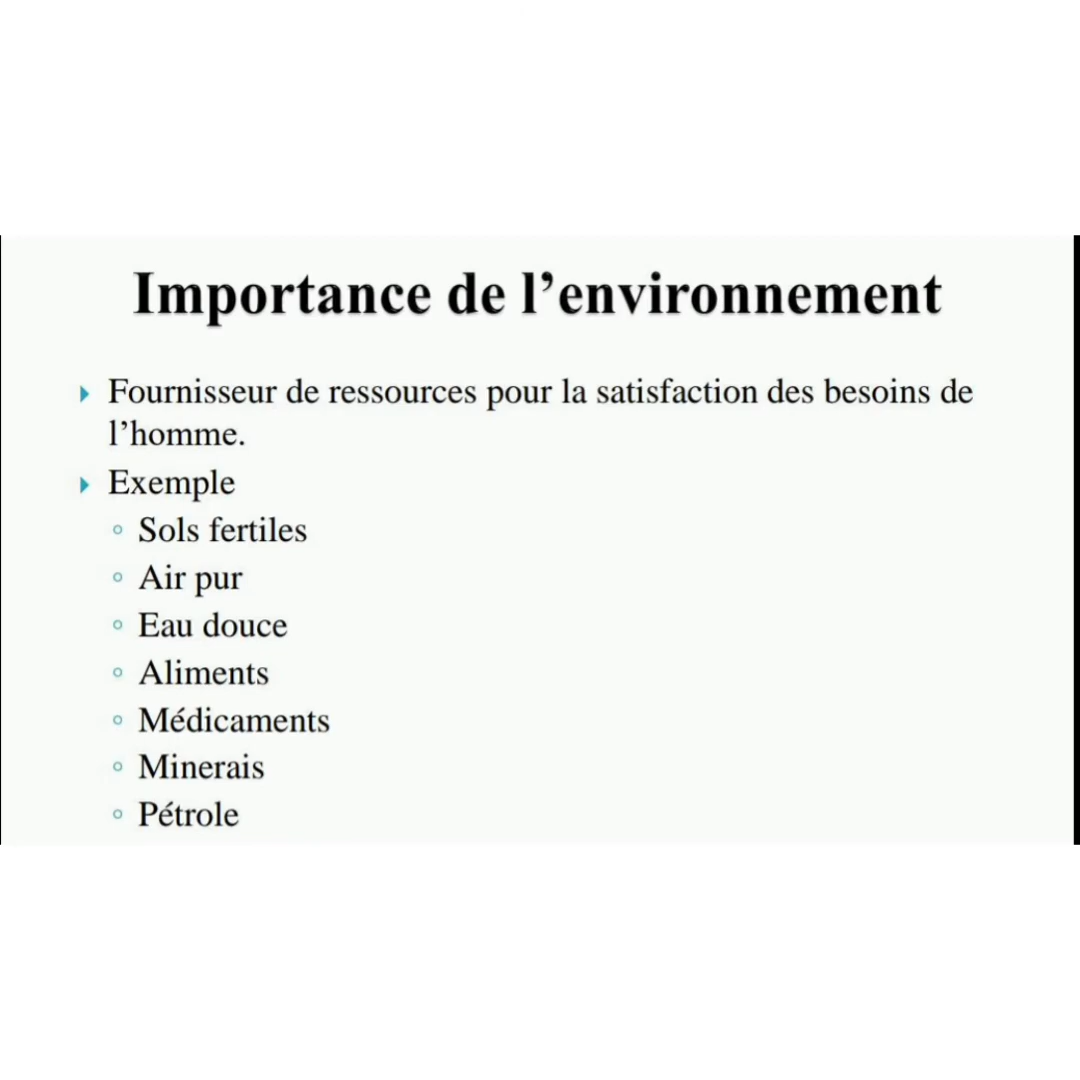 Importance de l’environnement
Fournisseur de ressources pour la satisfaction des besoins de
l’homme.
Exemple
Sols fertiles
Air pur
Eau douce
Aliments
Médicaments
Minerais
Pétrole